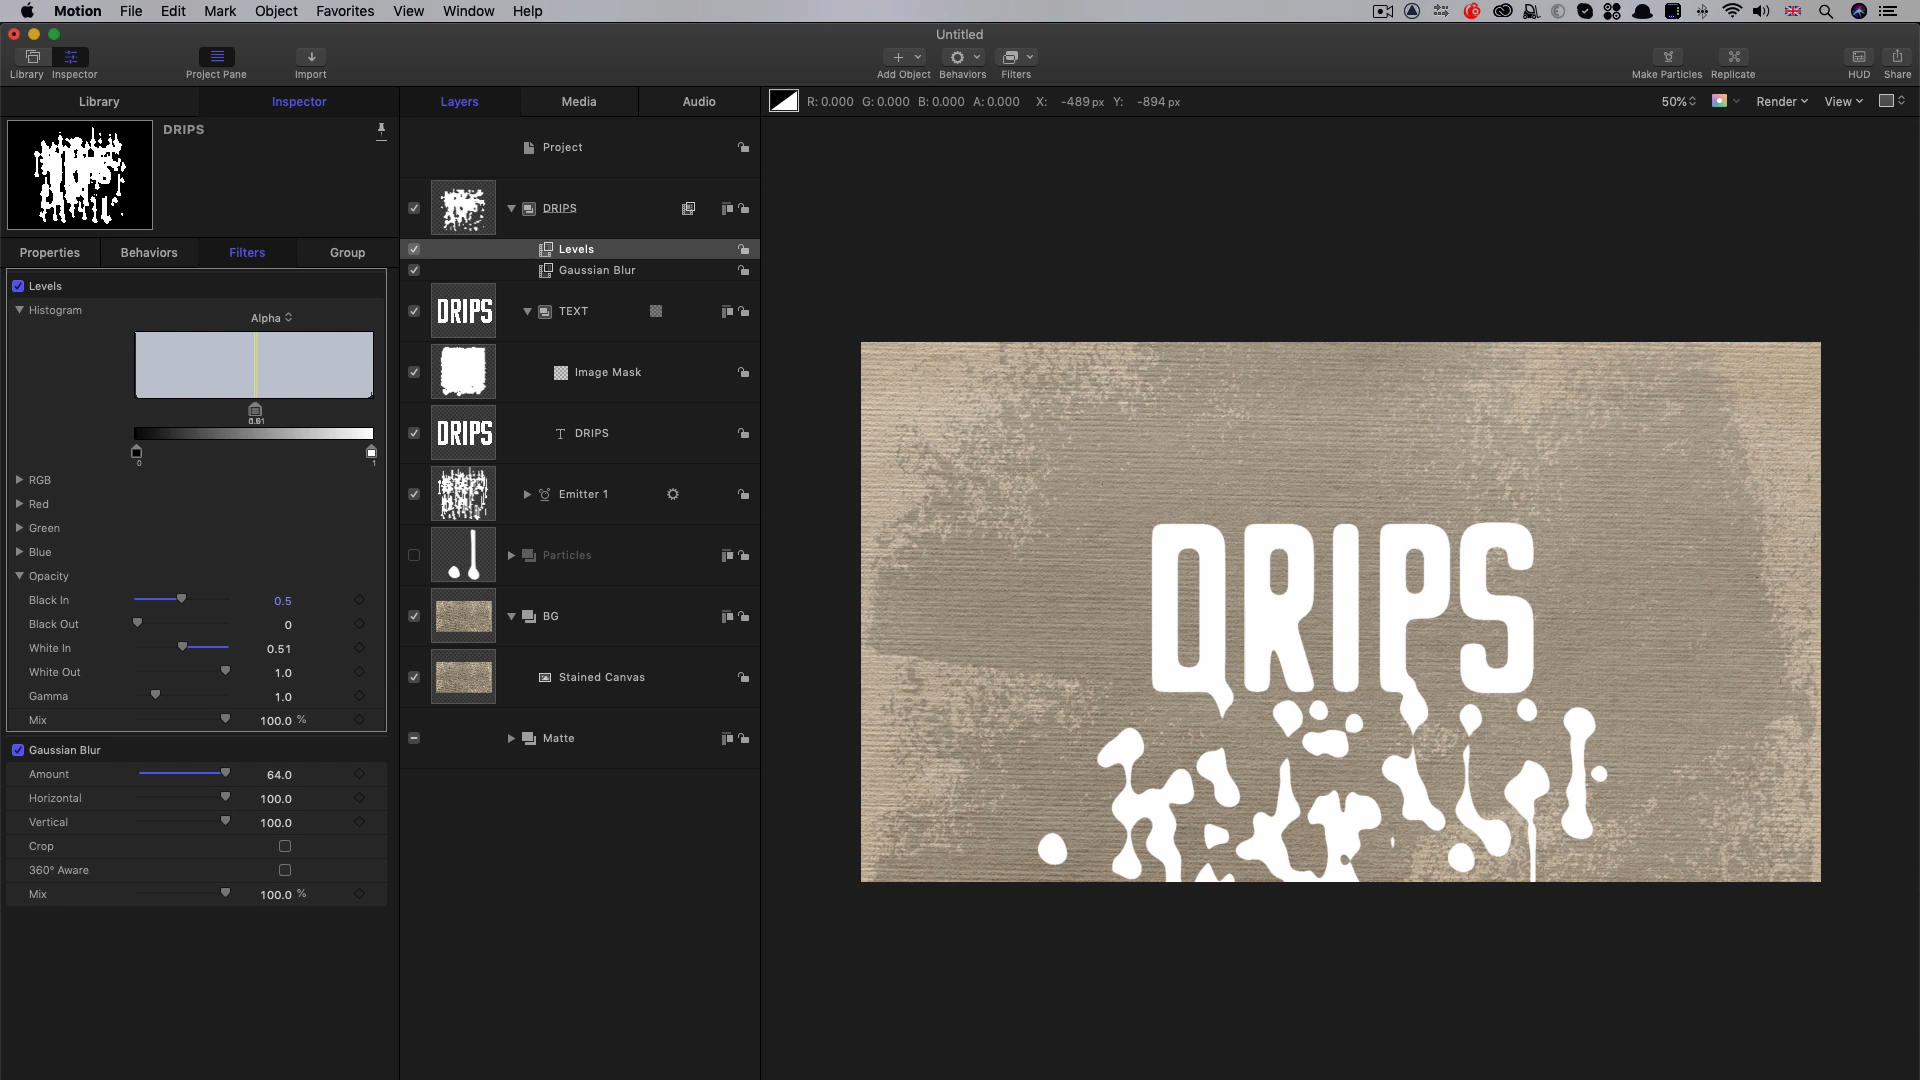 Motion File Edit Mark Object Favorites View Window Help
Untitled
Library Inspector Project Pane Import Add Object Behaviors Filters Make Particles Replicate HUD Share
Library Inspector Layers Media Audio R: 0.000 G: 0.000 B: 0.000 A: 0.000 X: -489 px Y: -894 px 50% Render View
DRIPS
Project
DRIPS
Properties Behaviors Filters Group
Levels
Gaussian Blur
Levels
Histogram
Alpha
TEXT
DRIPS
Image Mask
0
1
DRIPS
DRIPS
RGB
Red
Green
Blue
Emitter 1
Particles
Opacity
Black In 0.5
Black Out 0
White In 0.51
White Out 1.0
Gamma 1.0
Mix 100.0 %
BG
Stained Canvas
Matte
Gaussian Blur
Amount 64.0
Horizontal 100.0
Vertical 100.0
Crop
360° Aware
Mix 100.0 %
DRIPS